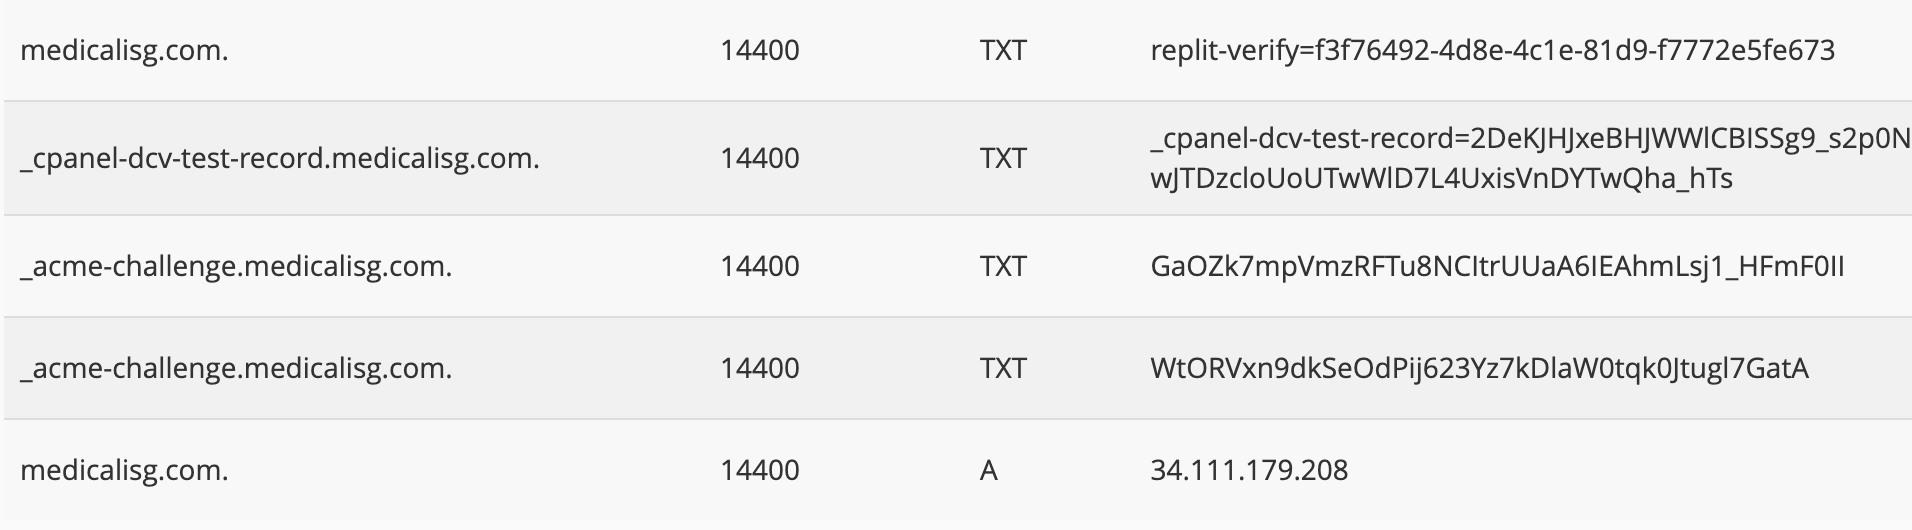 medicalisg.com. 14400 TXT replit-verify=f3f76492-4d8e-4c1e-81d9-f7772e5fe673
_cpanel-dcv-test-record.medicalisg.com. 14400 TXT _cpanel-dcv-test-record=2DeKJHJxeBHJWWlCBISSg9_s2p0N
wJTDzcloUoUTwWlD7L4UxisVnDYTwQha_hTs
_acme-challenge.medicalisg.com. 14400 TXT GaOZk7mpVmzRFTu8NCItrUUaA6IEAhmLsj1_HFmF0II
_acme-challenge.medicalisg.com. 14400 TXT WtORVxn9dkSeOdPij623Yz7kDlaW0tqk0Jtugl7GatA
medicalisg.com. 14400 A 34.111.179.208